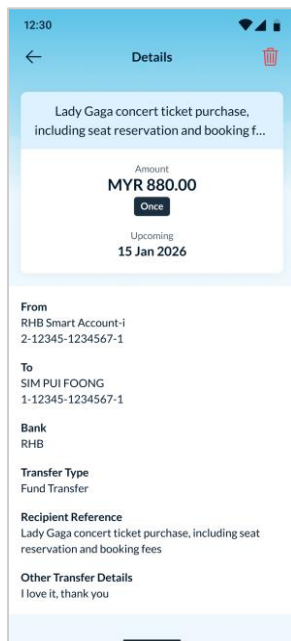 12:30
Details
Lady Gaga concert ticket purchase,
including seat reservation and booking f...
Amount
MYR 880.00
Once
Upcoming
15 Jan 2026
From
RHB Smart Account-i
2-12345-1234567-1
To
SIM PUI FOONG
1-12345-1234567-1
Bank
RHB
Transfer Type
Fund Transfer
Recipient Reference
Lady Gaga concert ticket purchase, including seat
reservation and booking fees
Other Transfer Details
I love it, thank you